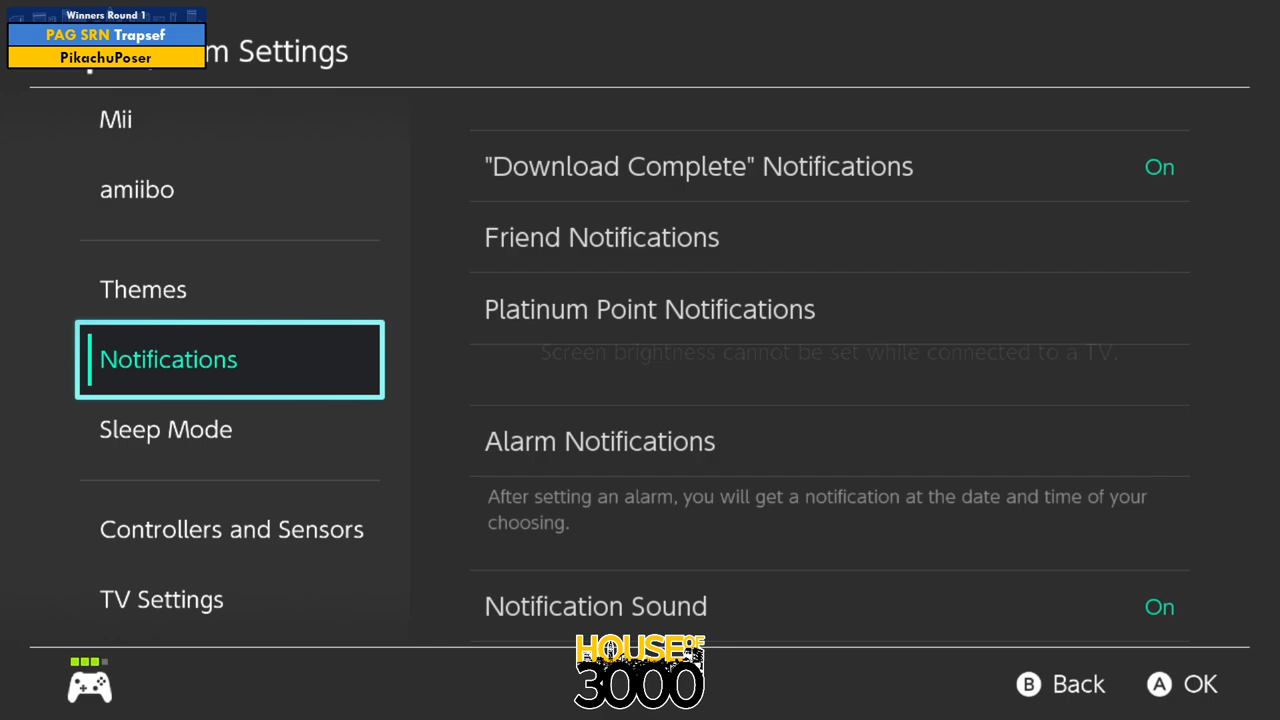 Winners Round 1
PAG SRN Trapsef
PikachuPoser
m Settings
Mii
amiibo
Themes
Notifications
Sleep Mode
Controllers and Sensors
TV Settings
"Download Complete" Notifications On
Friend Notifications
Platinum Point Notifications
Screen brightness cannot be set while connected to a TV.
Alarm Notifications
After setting an alarm, you will get a notification at the date and time of your
choosing.
Notification Sound On
HOUSE OF
3000
B Back A OK